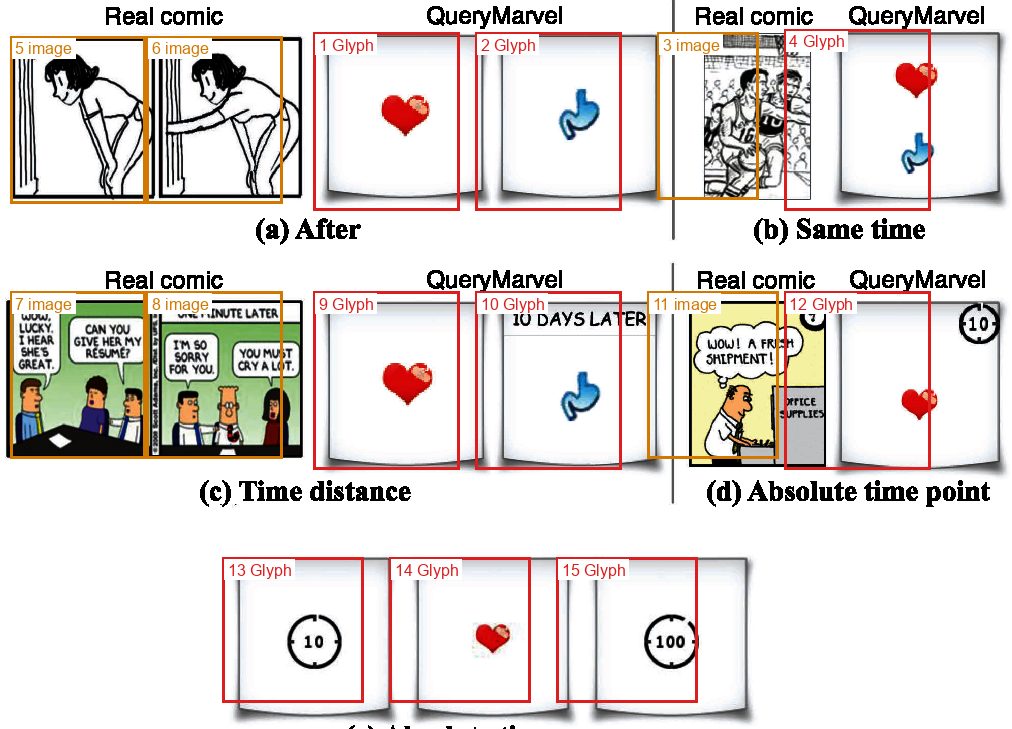 Real comic
QueryMarvel
Real comic
QueryMarvel
5 image
6 image
1 Glyph
2 Glyph
3 image
4 Glyph
16
(a) After
(b) Same time
Real comic
QueryMarvel
Real comic
QueryMarvel
7 image
8 image
9 Glyph
10 Glyph
11 image
12 Glyph
WOW,
LUCKY.
I HEAR
SHE'S
GREAT.
CAN YOU
GIVE HER MY
RÉSUMÉ?
ONE MINUTE LATER
I'M SO
SORRY
FOR YOU.
YOU MUST
CRY A LOT.
10 DAYS LATER
WOW! A FRESH
SHIPMENT!
OFFICE
SUPPLIES
10
(c) Time distance
(d) Absolute time point
13 Glyph
14 Glyph
15 Glyph
10
100